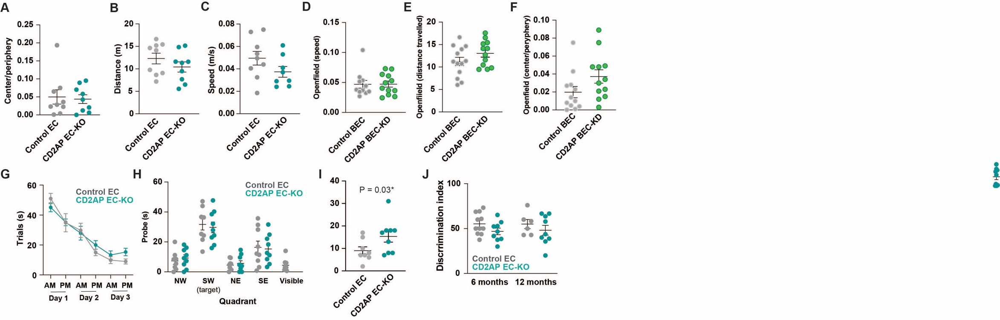 A
B
C
D
E
F
Center/periphery
0.25
0.20
0.15
0.10
0.05
0.00
Control EC
CD2AP EC-KO
Distance (m)
20
15
10
5
0
Control EC
CD2AP EC-KO
Speed (m/s)
0.08
0.06
0.04
0.02
0.00
Control EC
CD2AP EC-KO
Openfiield (speed)
0.15
0.10
0.05
0.00
Control BEC
CD2AP BEC-KD
Openfiield (distance travelled)
20
15
10
5
0
Control BEC
CD2AP BEC-KD
Openfield (center/peryphery)
0.10
0.08
0.06
0.04
0.02
0.00
Control BEC
CD2AP BEC-KD
G
H
I
J
Trials (s)
60
40
20
0
Control EC
CD2AP EC-KO
AM PM AM PM AM PM
Day 1 Day 2 Day 3
Probe (s)
60
40
20
0
Control EC
CD2AP EC-KO
NW SW NE SE Visible
(target)
Quadrant
40
30
20
10
0
P = 0.03*
Control EC
CD2AP EC-KO
Discrimination index
100
50
0
Control EC
CD2AP EC-KO
6 months 12 months